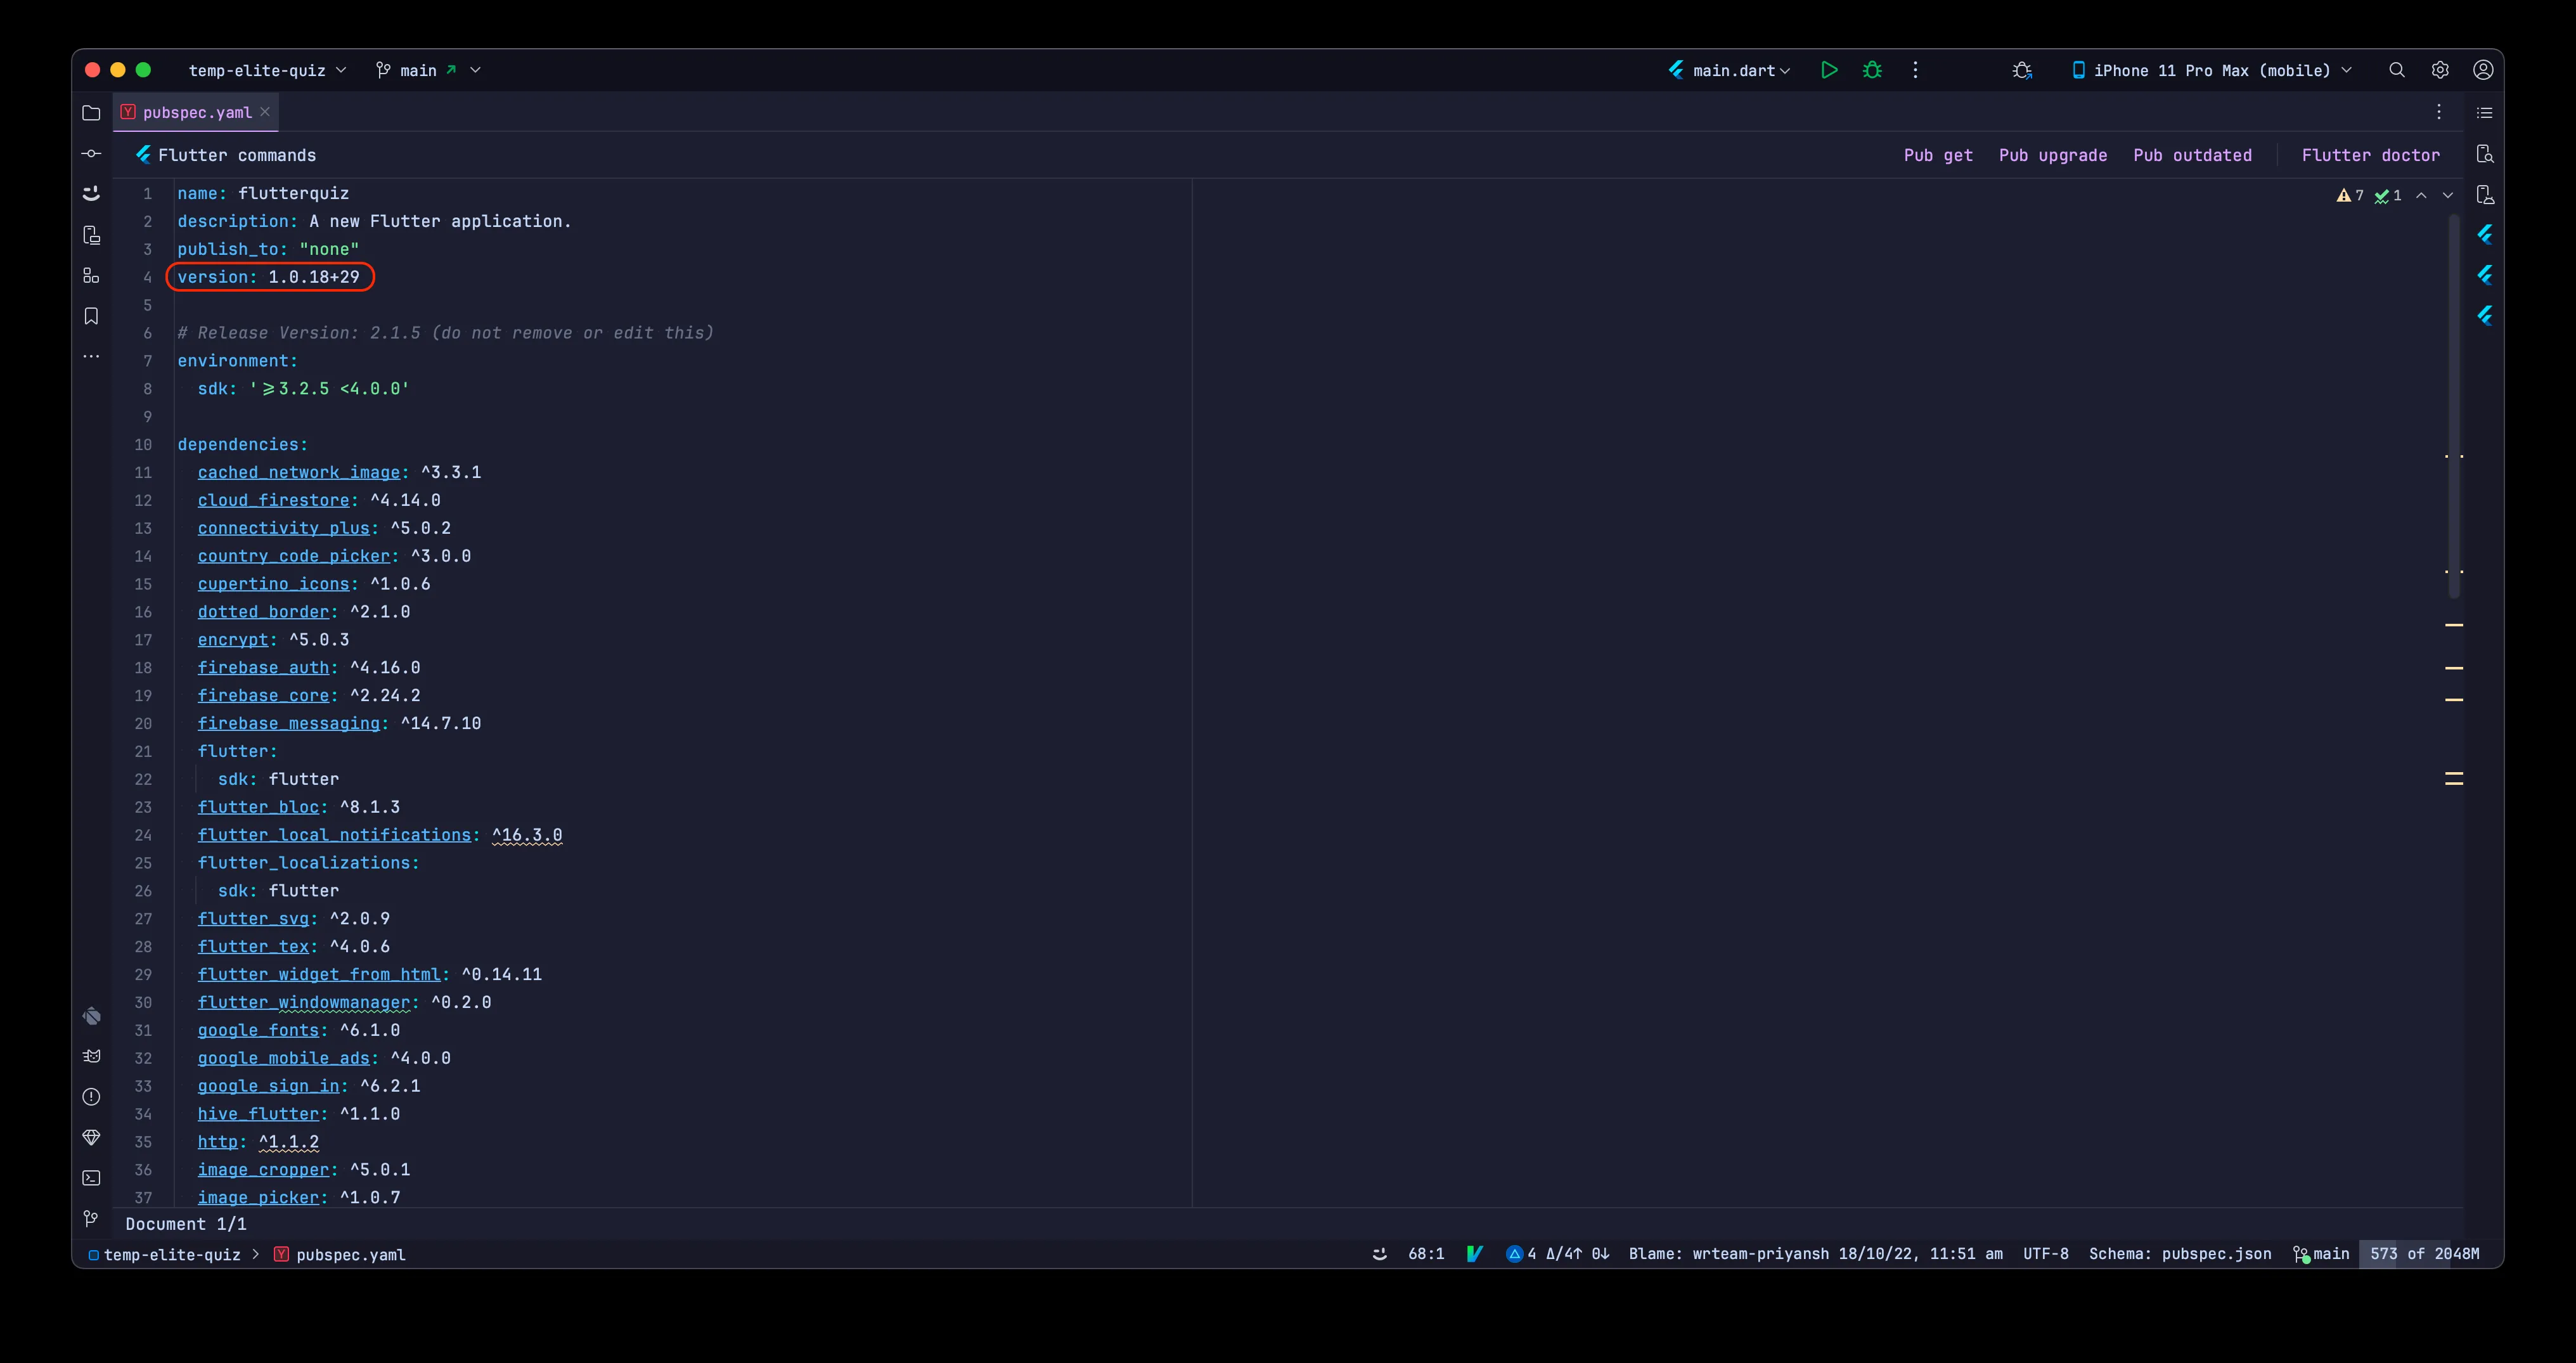 temp-elite-quiz main main.dart iPhone 11 Pro Max (mobile)
pubspec.yaml
Flutter commands Pub get Pub upgrade Pub outdated Flutter doctor
7 1
1 name: flutterquiz
2 description: A new Flutter application.
3 publish_to: "none"
4 version: 1.0.18+29
5
6 # Release Version: 2.1.5 (do not remove or edit this)
7 environment:
8 sdk: '≥3.2.5 <4.0.0'
9
10 dependencies:
11 cached_network_image: ^3.3.1
12 cloud_firestore: ^4.14.0
13 connectivity_plus: ^5.0.2
14 country_code_picker: ^3.0.0
15 cupertino_icons: ^1.0.6
16 dotted_border: ^2.1.0
17 encrypt: ^5.0.3
18 firebase_auth: ^4.16.0
19 firebase_core: ^2.24.2
20 firebase_messaging: ^14.7.10
21 flutter:
22 sdk: flutter
23 flutter_bloc: ^8.1.3
24 flutter_local_notifications: ^16.3.0
25 flutter_localizations:
26 sdk: flutter
27 flutter_svg: ^2.0.9
28 flutter_tex: ^4.0.6
29 flutter_widget_from_html: ^0.14.11
30 flutter_windowmanager: ^0.2.0
31 google_fonts: ^6.1.0
32 google_mobile_ads: ^4.0.0
33 google_sign_in: ^6.2.1
34 hive_flutter: ^1.1.0
35 http: ^1.1.2
36 image_cropper: ^5.0.1
37 image_picker: ^1.0.7
Document 1/1
temp-elite-quiz > pubspec.yaml 68:1 4 Δ/4↑ 0↓ Blame: wrteam-priyansh 18/10/22, 11:51 am UTF-8 Schema: pubspec.json main 573 of 2048M